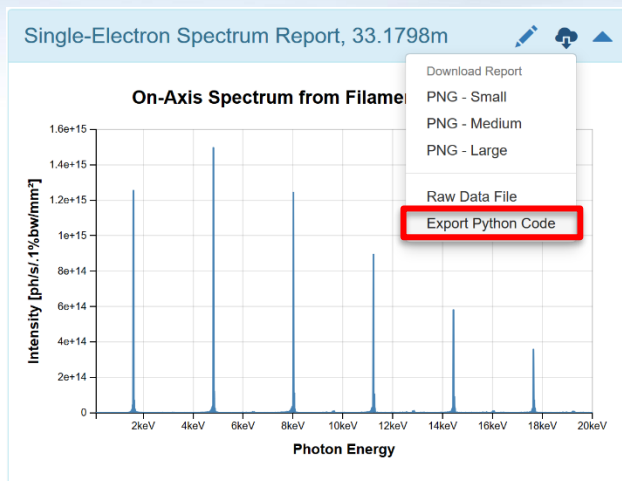 Single-Electron Spectrum Report, 33.1798m
Download Report
PNG - Small
PNG - Medium
PNG - Large
Raw Data File
Export Python Code
On-Axis Spectrum from
Intensity [ph/s/.1%bw/mm²]
1.6e+15
1.4e+15
1.2e+15
1e+15
8e+14
6e+14
4e+14
2e+14
0
2keV 4keV 6keV 8keV 10keV 12keV 14keV 16keV 18keV 20keV
Photon Energy